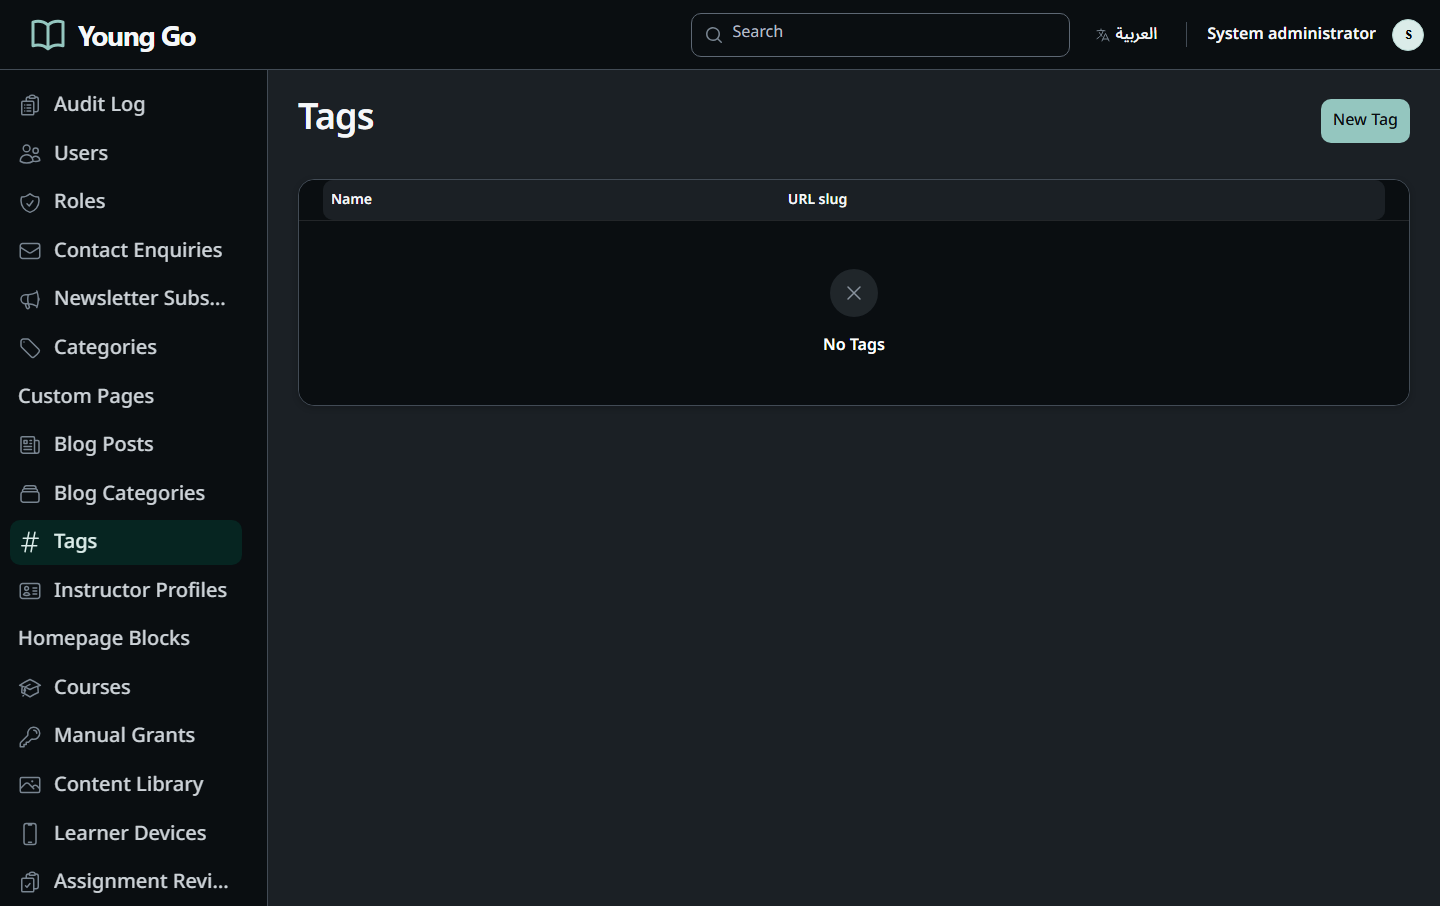 Young Go
Search
العربية
System administrator
S
Audit Log
Users
Roles
Contact Enquiries
Newsletter Subs...
Categories
Custom Pages
Blog Posts
Blog Categories
Tags
Instructor Profiles
Homepage Blocks
Courses
Manual Grants
Content Library
Learner Devices
Assignment Revi...
Tags
New Tag
Name
URL slug
No Tags